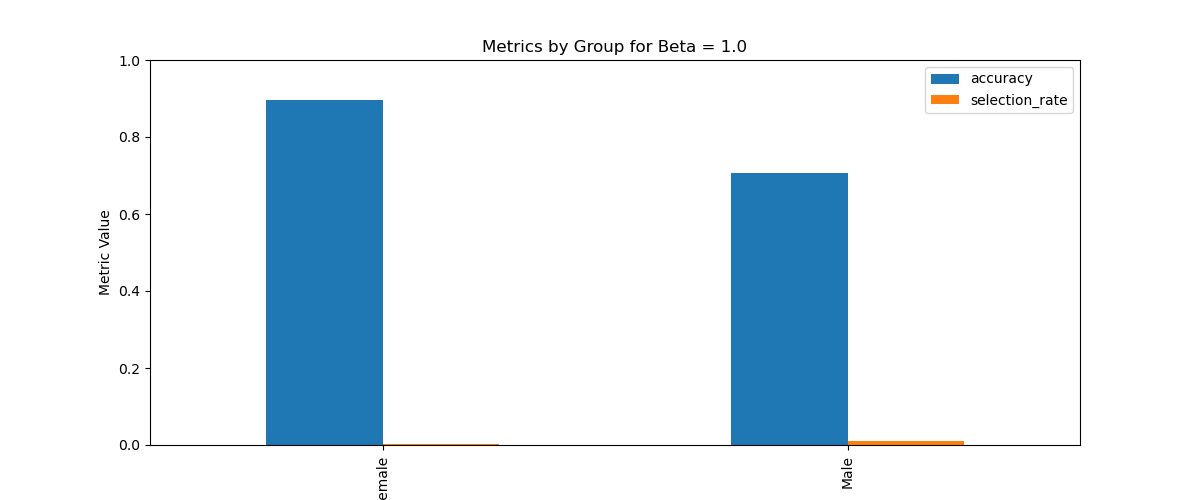 Metrics by Group for Beta = 1.0
accuracy
selection_rate
Metric Value
1.0
0.8
0.6
0.4
0.2
0.0
emale
Male